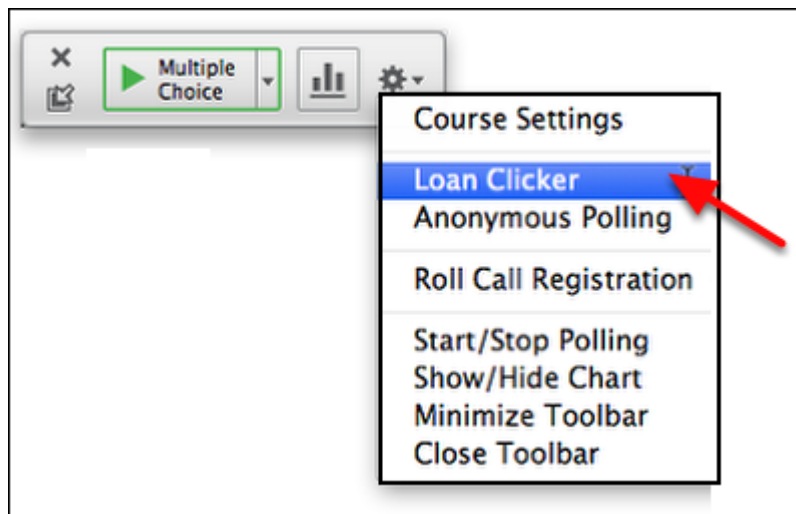 Multiple
Choice
Course Settings
Loan Clicker
Anonymous Polling
Roll Call Registration
Start/Stop Polling
Show/Hide Chart
Minimize Toolbar
Close Toolbar